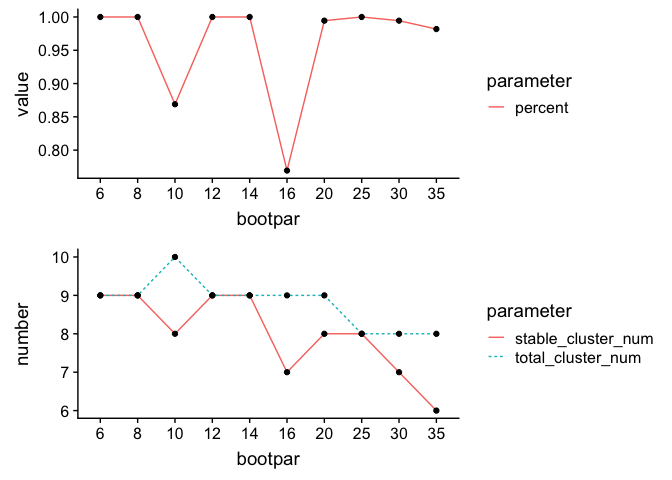 value
1.00
0.95
0.90
0.85
0.80
6 8 10 12 14 16 20 25 30 35
bootpar
parameter
percent
number
10
9
8
7
6
6 8 10 12 14 16 20 25 30 35
bootpar
parameter
stable_cluster_num
total_cluster_num